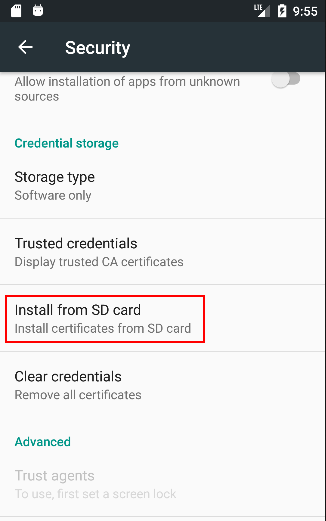 LTE 9:55
Security
Allow installation of apps from unknown
sources
Credential storage
Storage type
Software only
Trusted credentials
Display trusted CA certificates
Install from SD card
Install certificates from SD card
Clear credentials
Remove all certificates
Advanced
Trust agents
To use, first set a screen lock